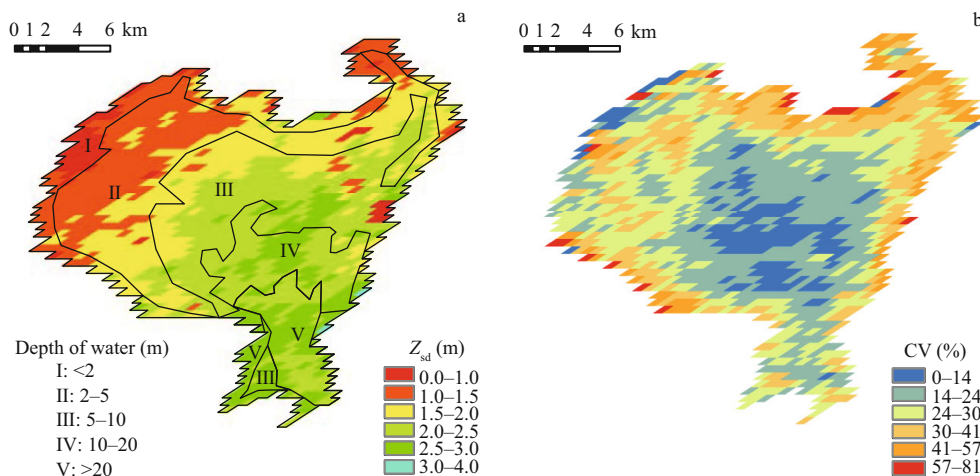 a
0 1 2 4 6 km
I
II
III
IV
V
V
III
Depth of water (m)
I: <2
II: 2–5
III: 5–10
IV: 10–20
V: >20
Zsd (m)
0.0–1.0
1.0–1.5
1.5–2.0
2.0–2.5
2.5–3.0
3.0–4.0
b
0 1 2 4 6 km
CV (%)
0–14
14–24
24–30
30–41
41–57
57–81